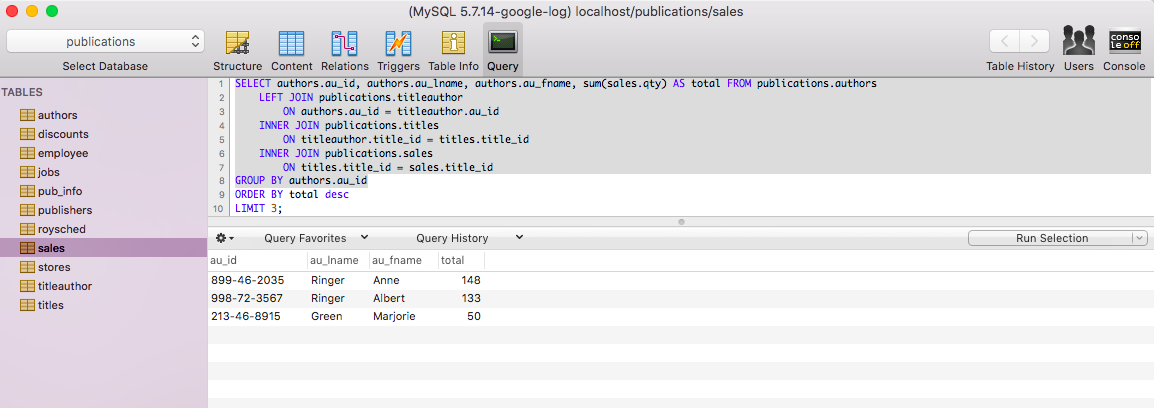 (MySQL 5.7.14-google-log) localhost/publications/sales
publications
Select Database
Structure Content Relations Triggers Table Info Query
Table History Users Console
conso
le off
TABLES
authors
discounts
employee
jobs
pub_info
publishers
roysched
sales
stores
titleauthor
titles
1 SELECT authors.au_id, authors.au_lname, authors.au_fname, sum(sales.qty) AS total FROM publications.authors
2 LEFT JOIN publications.titleauthor
3 ON authors.au_id = titleauthor.au_id
4 INNER JOIN publications.titles
5 ON titleauthor.title_id = titles.title_id
6 INNER JOIN publications.sales
7 ON titles.title_id = sales.title_id
8 GROUP BY authors.au_id
9 ORDER BY total desc
10 LIMIT 3;
Query Favorites Query History Run Selection
au_id au_lname au_fname total
899-46-2035 Ringer Anne 148
998-72-3567 Ringer Albert 133
213-46-8915 Green Marjorie 50